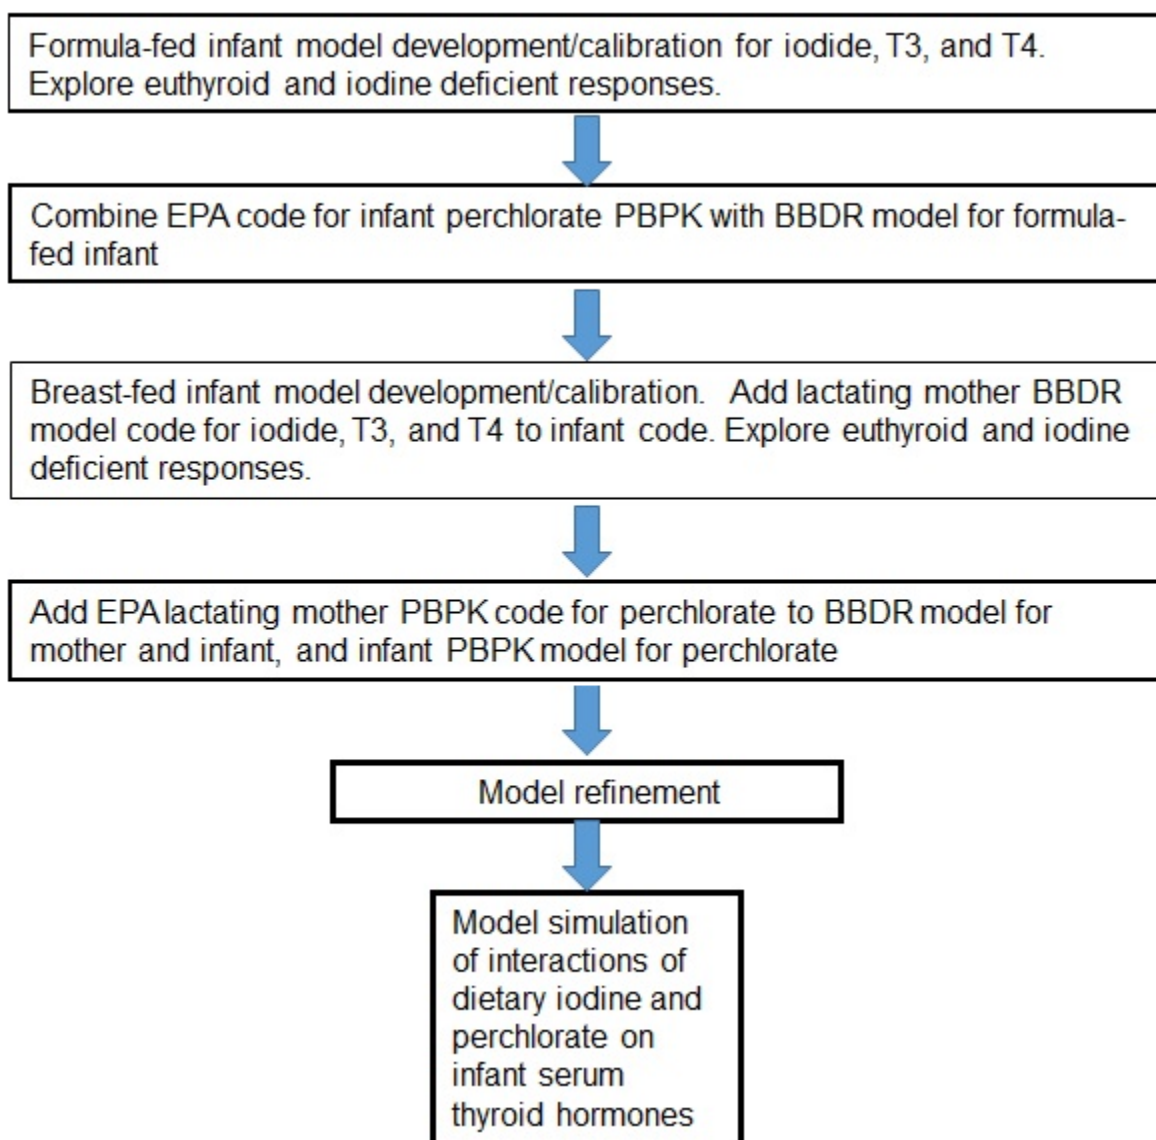 Formula-fed infant model development/calibration for iodide, T3, and T4.
Explore euthyroid and iodine deficient responses.
Combine EPA code for infant perchlorate PBPK with BBDR model for formula-
fed infant
Breast-fed infant model development/calibration. Add lactating mother BBDR
model code for iodide, T3, and T4 to infant code. Explore euthyroid and iodine
deficient responses.
Add EPA lactating mother PBPK code for perchlorate to BBDR model for
mother and infant, and infant PBPK model for perchlorate
Model refinement
Model simulation
of interactions of
dietary iodine and
perchlorate on
infant serum
thyroid hormones